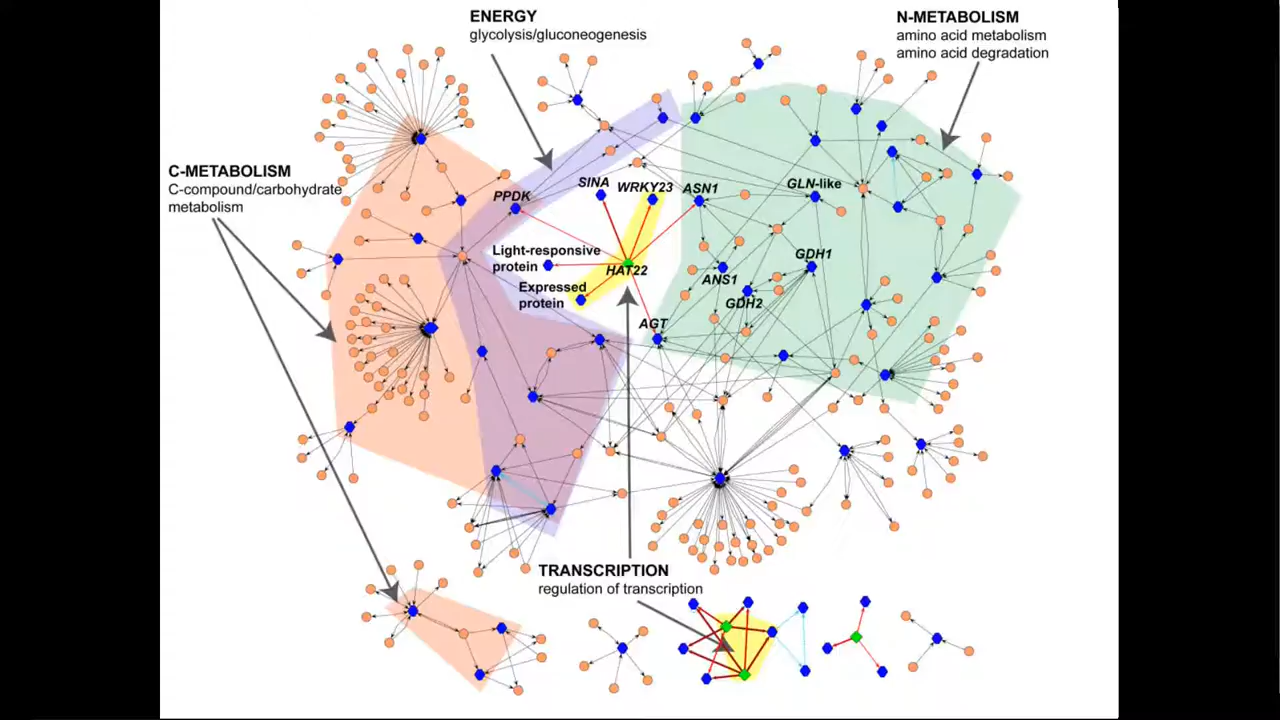 ENERGY
glycolysis/gluconeogenesis
N-METABOLISM
amino acid metabolism
amino acid degradation
C-METABOLISM
C-compound/carbohydrate
metabolism
PPDK
SINA
WRKY23
ASN1
GLN-like
Light-responsive
protein
HAT22
Expressed
protein
ANS1
GDH1
GDH2
AGT
TRANSCRIPTION
regulation of transcription